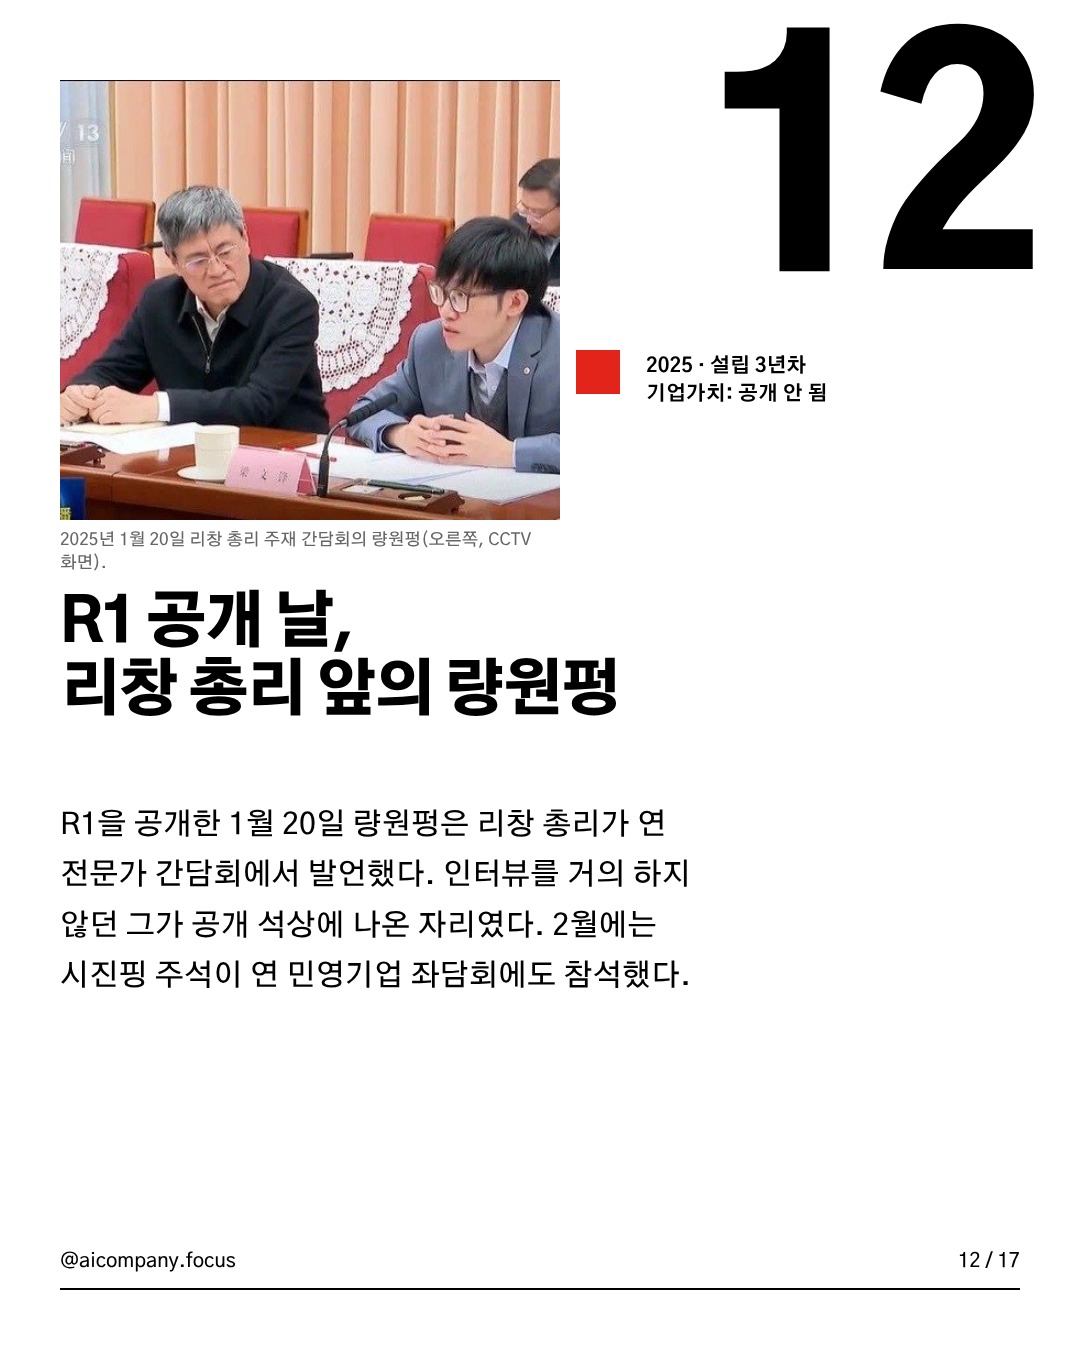 12
/ 13
间
梁 文 锋
播
2025 · 설립 3년차
기업가치: 공개 안 됨
2025년 1월 20일 리창 총리 주재 간담회의 량원펑(오른쪽, CCTV
화면).
R1 공개 날,
리창 총리 앞의 량원펑
R1을 공개한 1월 20일 량원펑은 리창 총리가 연
전문가 간담회에서 발언했다. 인터뷰를 거의 하지
않던 그가 공개 석상에 나온 자리였다. 2월에는
시진핑 주석이 연 민영기업 좌담회에도 참석했다.
@aicompany.focus
12 / 17